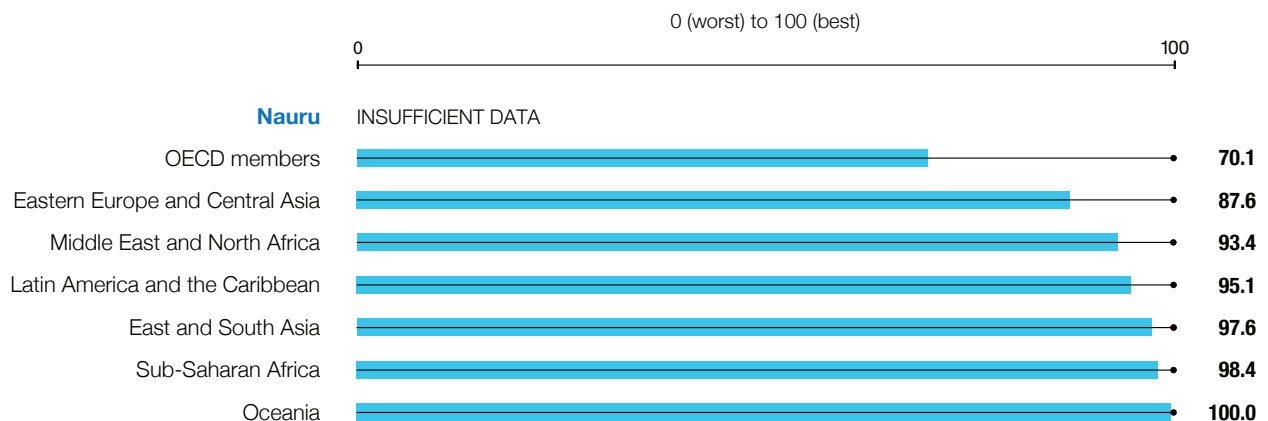 0 (worst) to 100 (best)
0 100
Nauru INSUFFICIENT DATA
OECD members 70.1
Eastern Europe and Central Asia 87.6
Middle East and North Africa 93.4
Latin America and the Caribbean 95.1
East and South Asia 97.6
Sub-Saharan Africa 98.4
Oceania 100.0